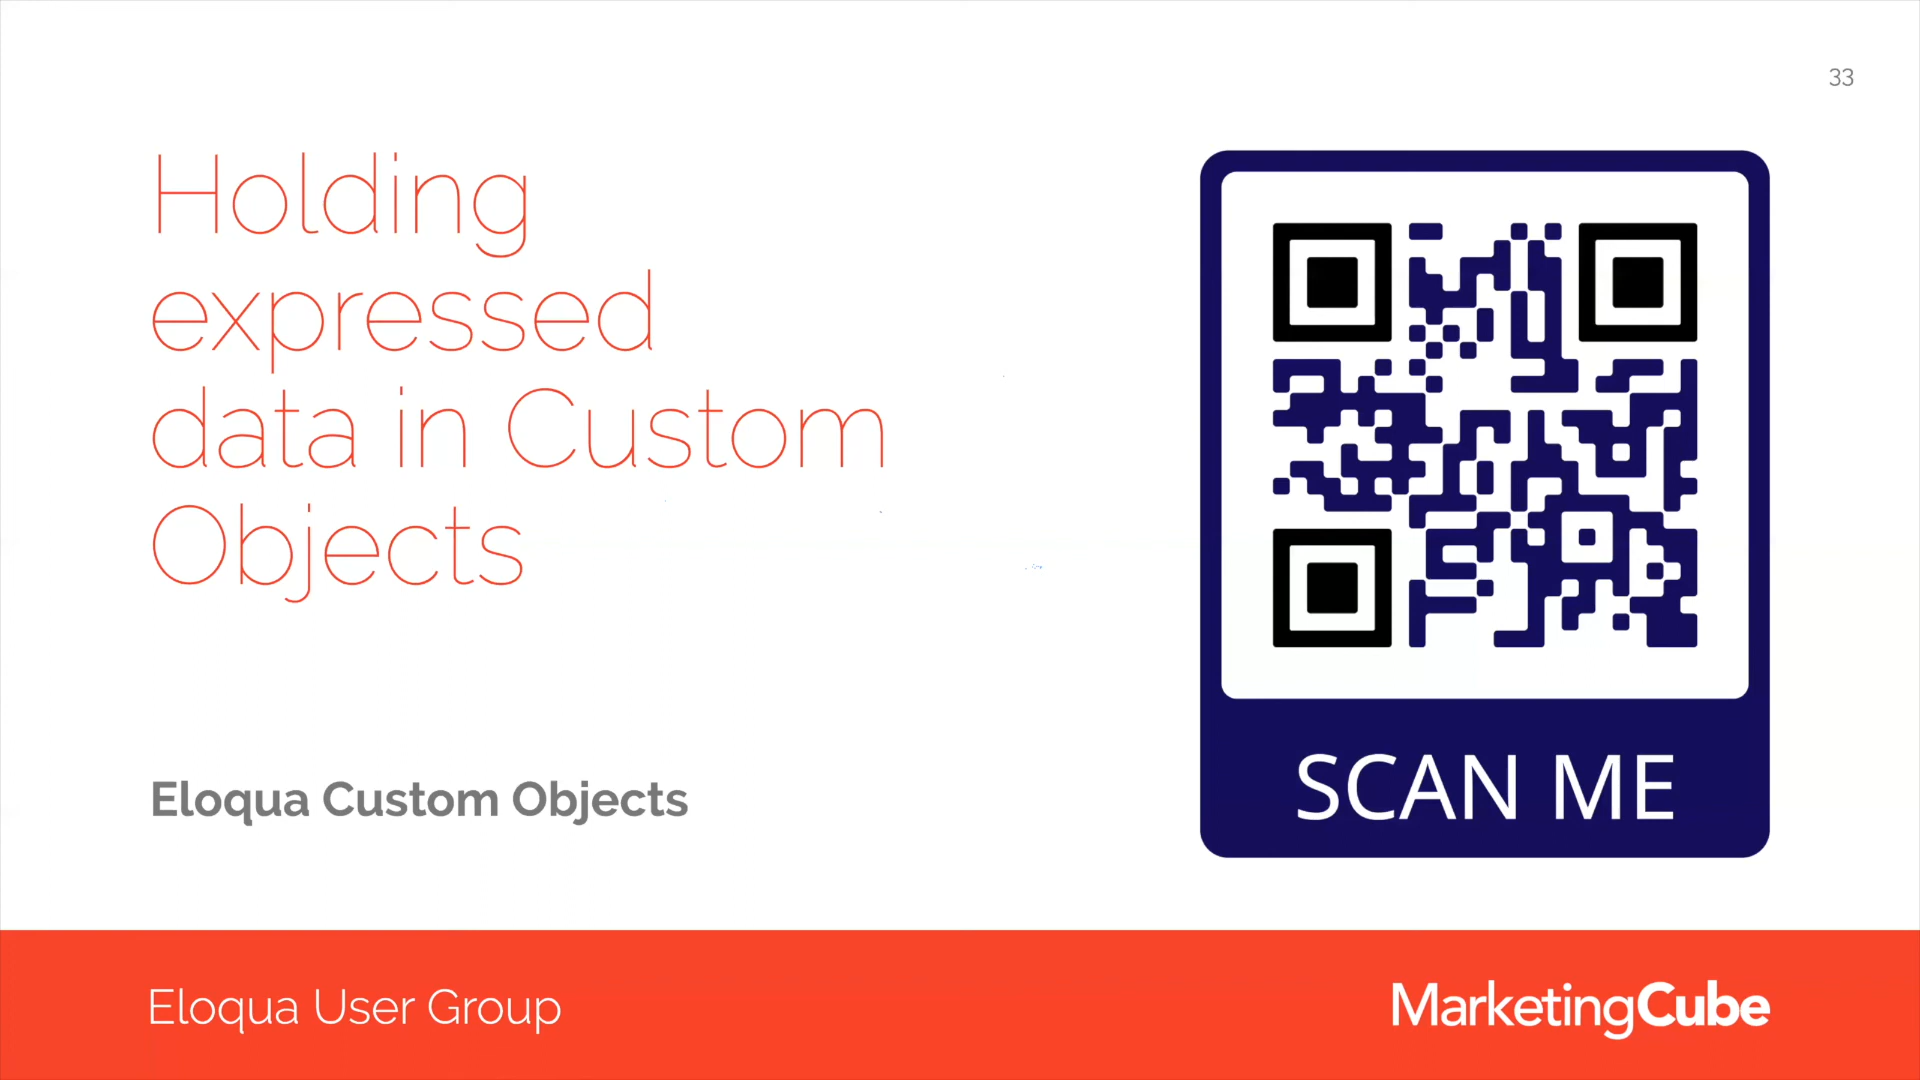 33
Holding
expressed
data in Custom
Objects
Eloqua Custom Objects
SCAN ME
Eloqua User Group
MarketingCube